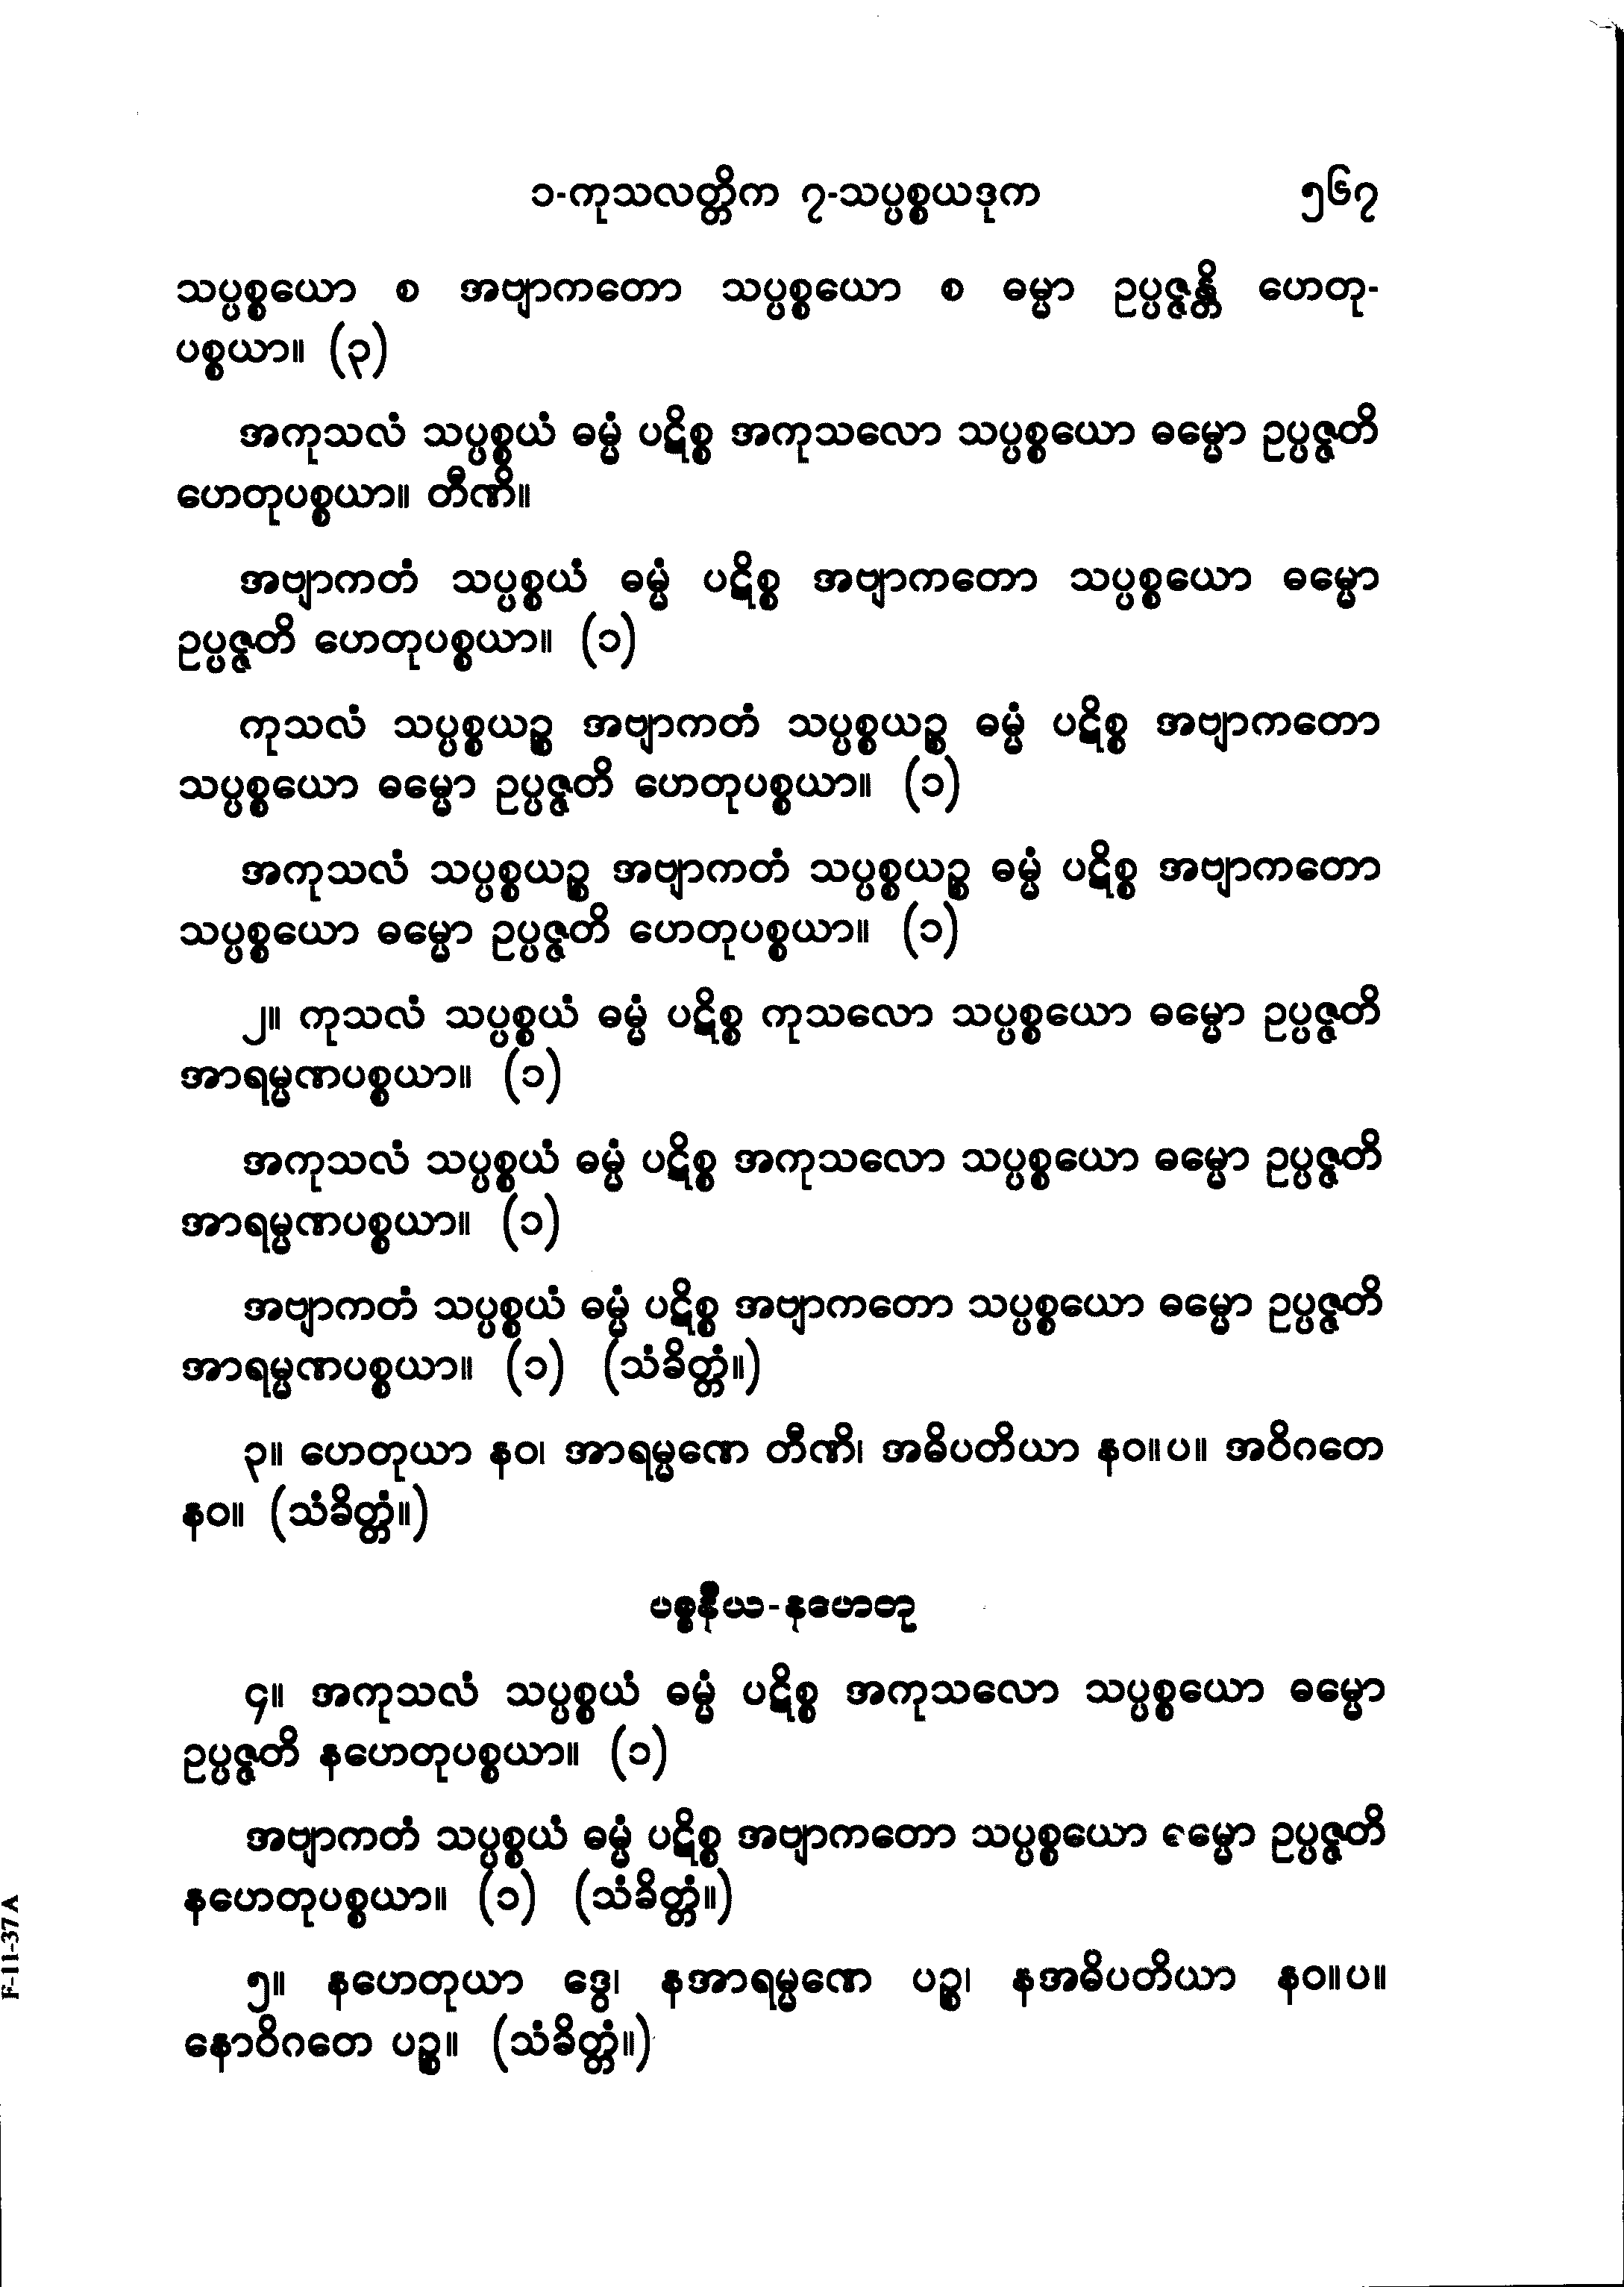 ၁-ကုသလတ္တိက ၇-သပ္ပစ္စယဒုက ၅၆၇
သပ္ပစ္စယော စ အဗျာကတော သပ္ပစ္စယော စ ဓမ္မာ ဥပ္ပဇ္ဇန္တိ ဟေတု-
ပစ္စယာ။ (၃)
အကုသလံ သပ္ပစ္စယံ ဓမ္မံ ပဋိစ္စ အကုသလော သပ္ပစ္စယော ဓမ္မော ဥပ္ပဇ္ဇတိ
ဟေတုပစ္စယာ။ တီဏိ။
အဗျာကတံ သပ္ပစ္စယံ ဓမ္မံ ပဋိစ္စ အဗျာကတော သပ္ပစ္စယော ဓမ္မော
ဥပ္ပဇ္ဇတိ ဟေတုပစ္စယာ။ (၁)
ကုသလံ သပ္ပစ္စယဉ္စ အဗျာကတံ သပ္ပစ္စယဉ္စ ဓမ္မံ ပဋိစ္စ အဗျာကတော
သပ္ပစ္စယော ဓမ္မော ဥပ္ပဇ္ဇတိ ဟေတုပစ္စယာ။ (၁)
အကုသလံ သပ္ပစ္စယဉ္စ အဗျာကတံ သပ္ပစ္စယဉ္စ ဓမ္မံ ပဋိစ္စ အဗျာကတော
သပ္ပစ္စယော ဓမ္မော ဥပ္ပဇ္ဇတိ ဟေတုပစ္စယာ။ (၁)
၂။ ကုသလံ သပ္ပစ္စယံ ဓမ္မံ ပဋိစ္စ ကုသလော သပ္ပစ္စယော ဓမ္မော ဥပ္ပဇ္ဇတိ
အာရမ္မဏပစ္စယာ။ (၁)
အကုသလံ သပ္ပစ္စယံ ဓမ္မံ ပဋိစ္စ အကုသလော သပ္ပစ္စယော ဓမ္မော ဥပ္ပဇ္ဇတိ
အာရမ္မဏပစ္စယာ။ (၁)
အဗျာကတံ သပ္ပစ္စယံ ဓမ္မံ ပဋိစ္စ အဗျာကတော သပ္ပစ္စယော ဓမ္မော ဥပ္ပဇ္ဇတိ
အာရမ္မဏပစ္စယာ။ (၁) (သံခိတ္တံ။)
၃။ ဟေတုယာ နဝ၊ အာရမ္မဏေ တီဏိ၊ အဓိပတိယာ နဝ။ပ။ အဝိဂတေ
နဝ။ (သံခိတ္တံ။)
ပစ္စနီယ-နဟေတု
၄။ အကုသလံ သပ္ပစ္စယံ ဓမ္မံ ပဋိစ္စ အကုသလော သပ္ပစ္စယော ဓမ္မော
ဥပ္ပဇ္ဇတိ နဟေတုပစ္စယာ။ (၁)
အဗျာကတံ သပ္ပစ္စယံ ဓမ္မံ ပဋိစ္စ အဗျာကတော သပ္ပစ္စယော ဓမ္မော ဥပ္ပဇ္ဇတိ
နဟေတုပစ္စယာ။ (၁) (သံခိတ္တံ။)
၅။ နဟေတုယာ ဒွေ၊ နအာရမ္မဏေ ပဉ္စ၊ နအဓိပတိယာ နဝ။ပ။
နောဝိဂတေ ပဉ္စ။ (သံခိတ္တံ။)
F-11-37 A